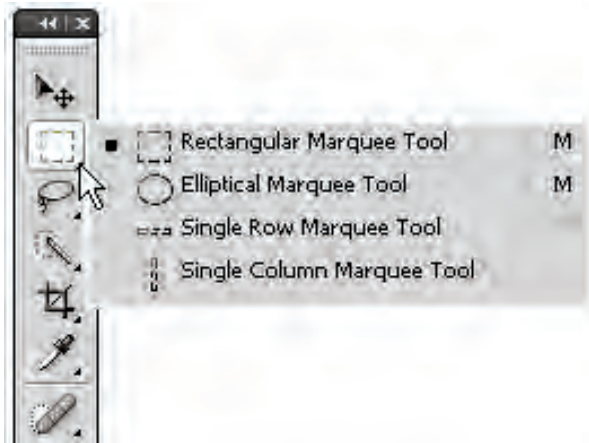 Rectangular Marquee Tool M
Elliptical Marquee Tool M
Single Row Marquee Tool
Single Column Marquee Tool